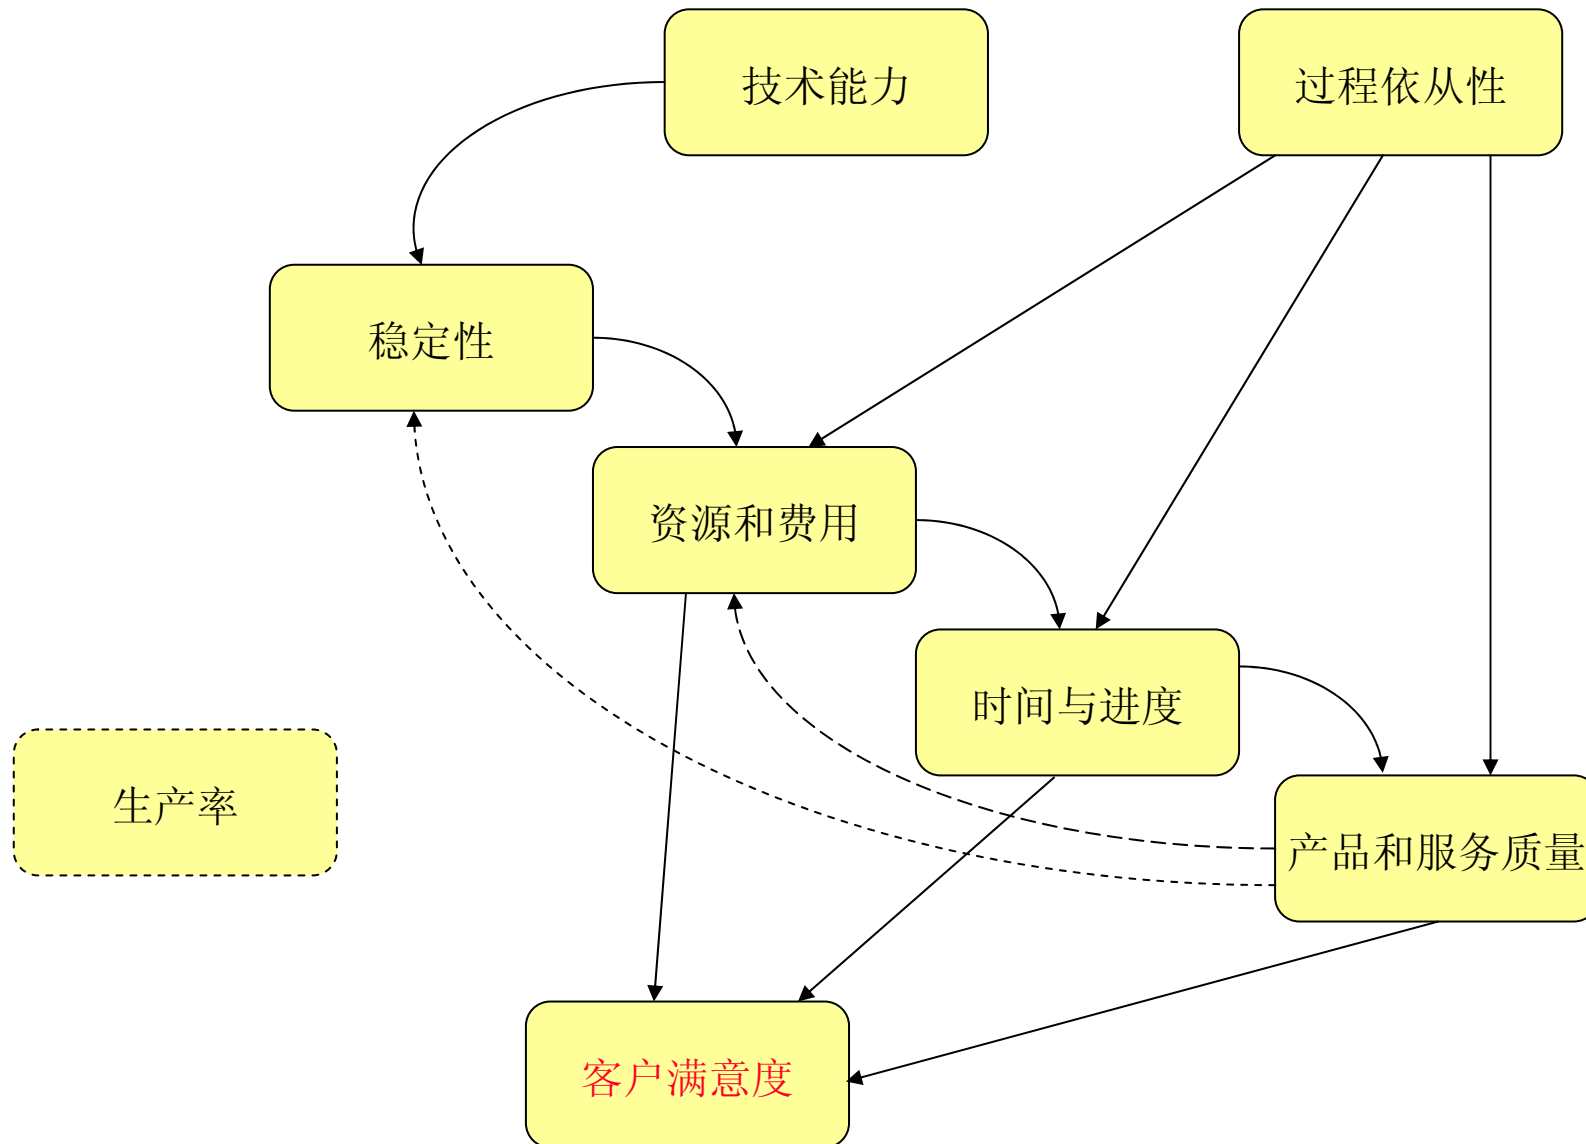 技术能力
过程依从性
稳定性
资源和费用
时间与进度
生产率
产品和服务质量
客户满意度